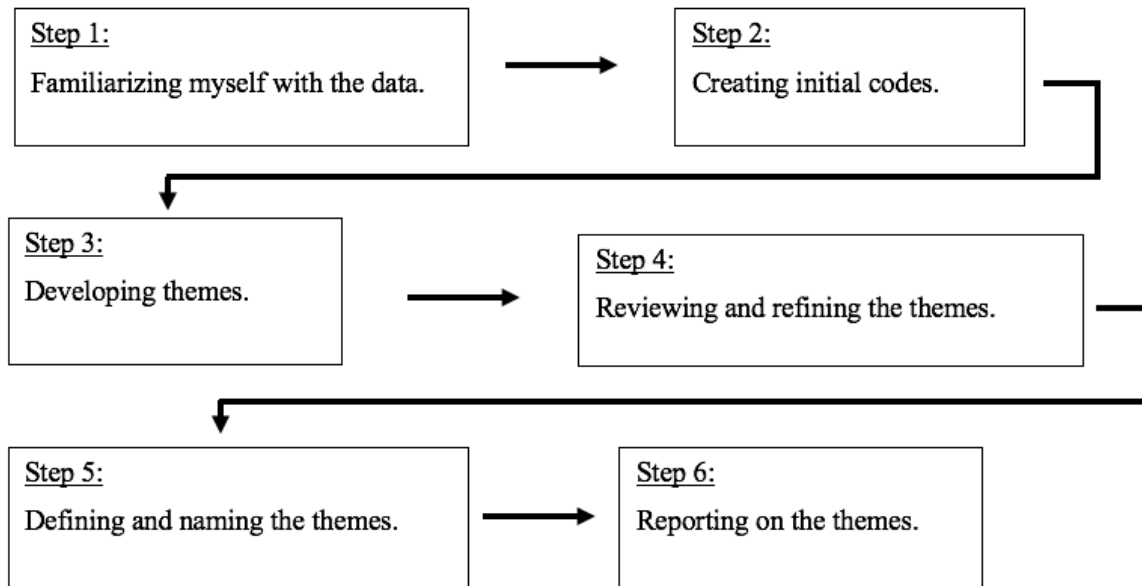 Step 1:
Familiarizing myself with the data.
Step 2:
Creating initial codes.
Step 3:
Developing themes.
Step 4:
Reviewing and refining the themes.
Step 5:
Defining and naming the themes.
Step 6:
Reporting on the themes.